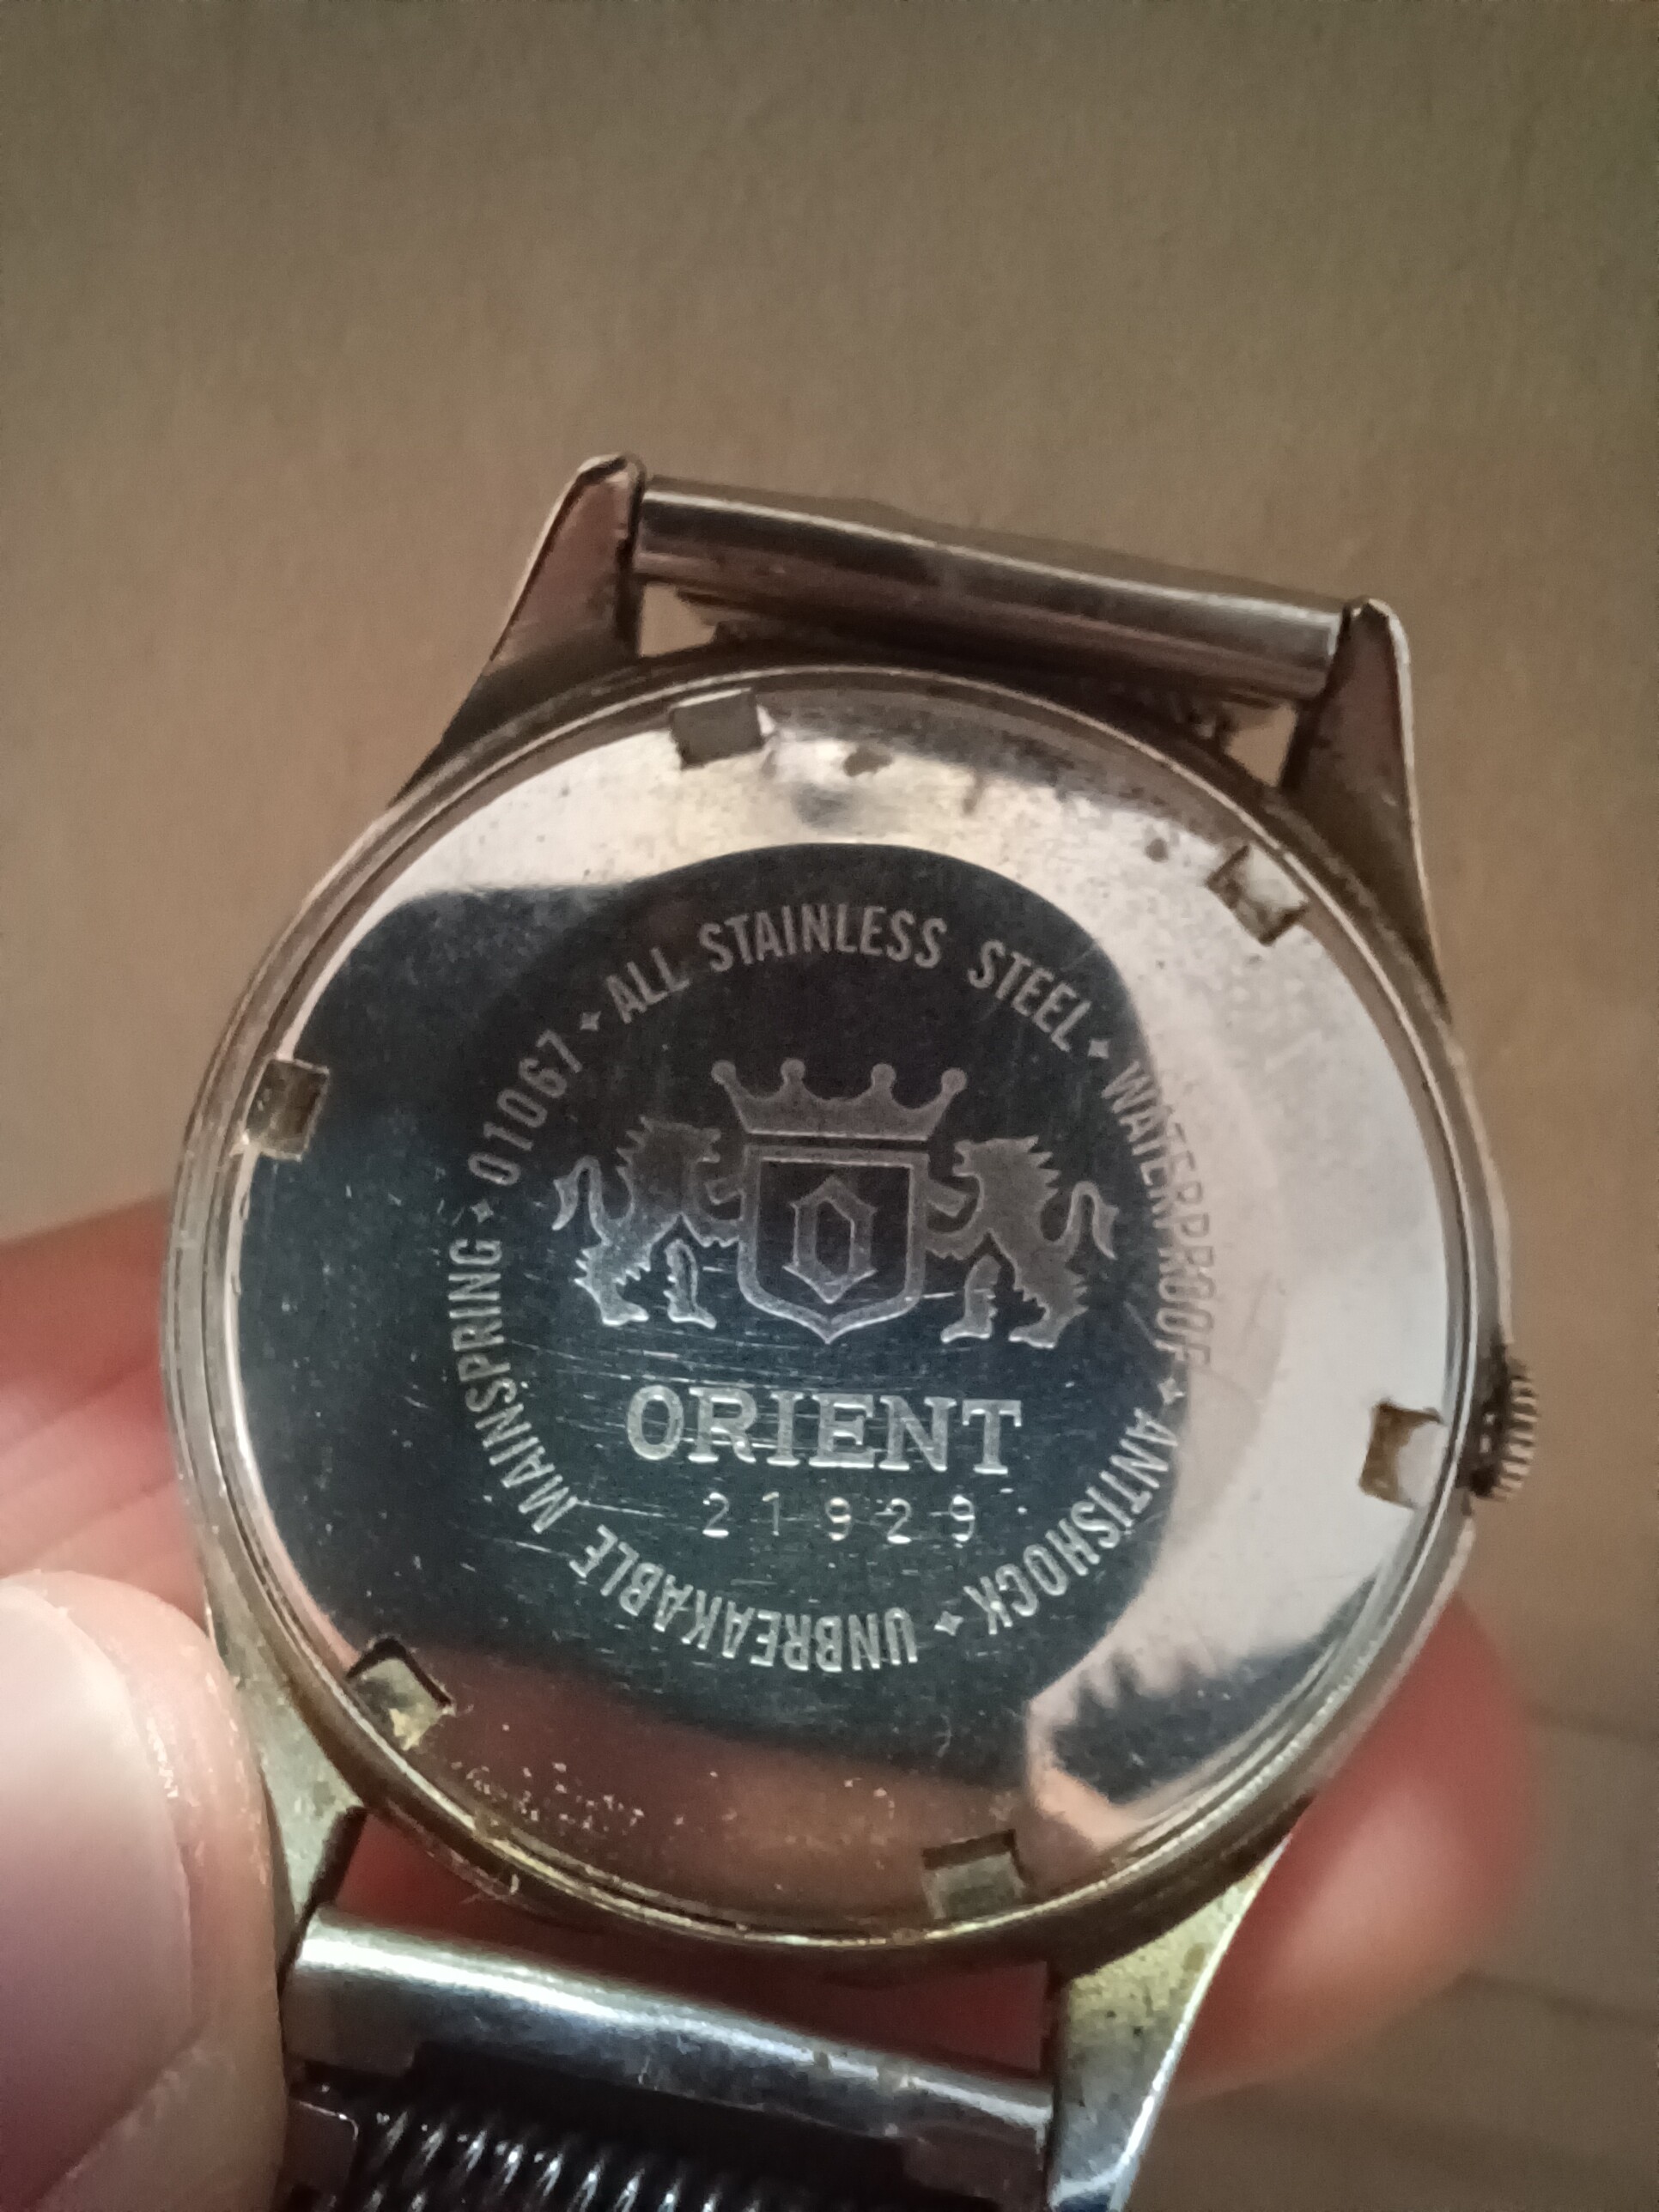 01067 ✦ ALL STAINLESS STEEL ✦ WATERPROOF ✦ ANTISHOCK ✦ UNBREAKABLE MAINSPRING ✦
O
ORIENT
21929